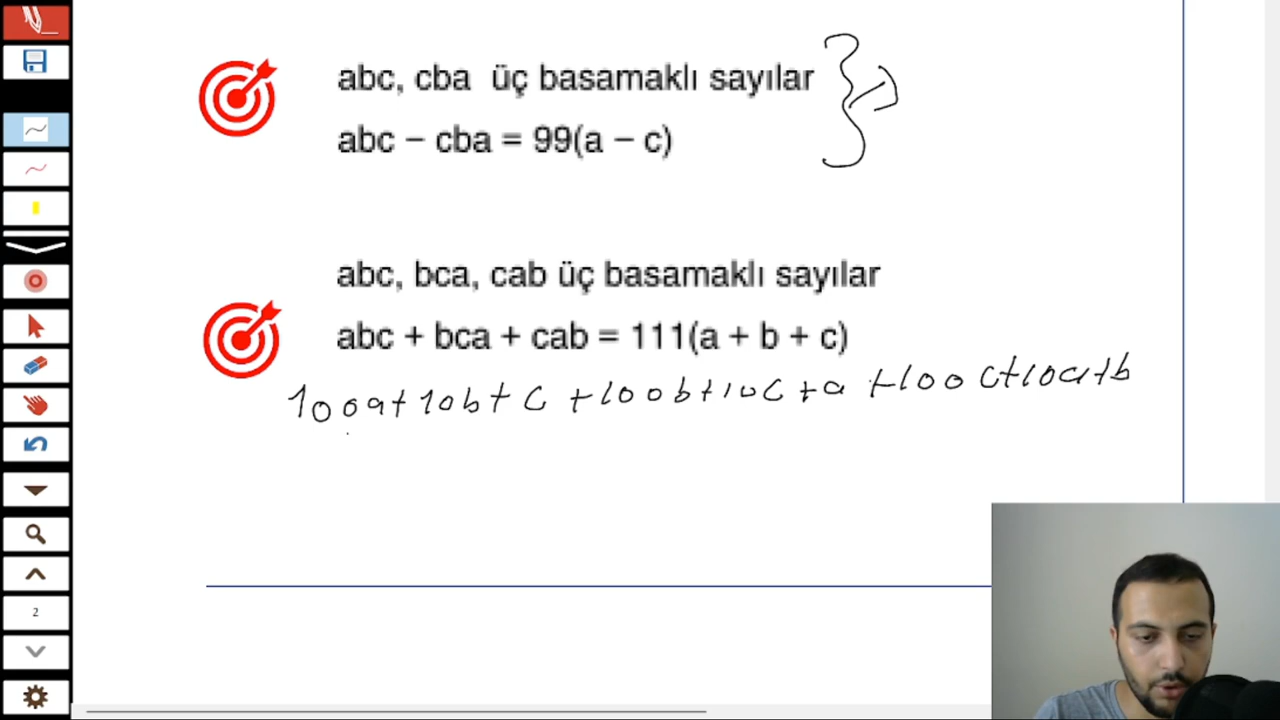 abc, cba üç basamaklı sayılar
abc − cba = 99(a − c)
abc, bca, cab üç basamaklı sayılar
abc + bca + cab = 111(a + b + c)
100a+10b+c+100b+10c+a+100c+10a+b
2